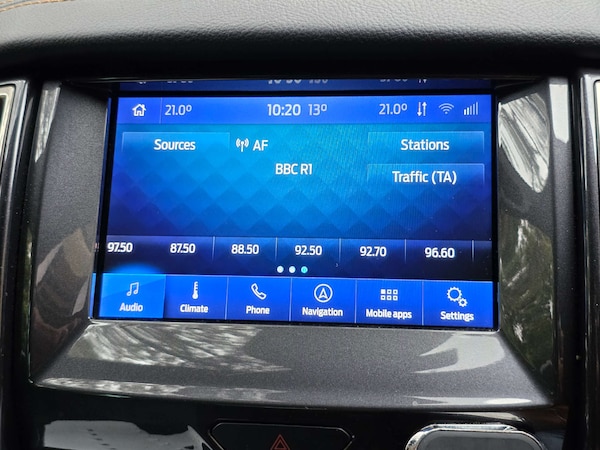 21.0° 10:20 13° 21.0°
Sources AF Stations
BBC R1
Traffic (TA)
97.50 87.50 88.50 92.50 92.70 96.60
Audio Climate Phone Navigation Mobile apps Settings